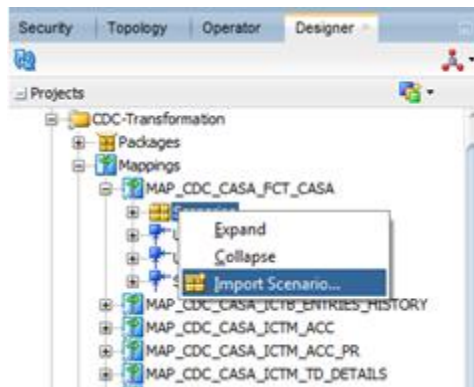 Security Topology Operator Designer
Projects
CDC-Transformation
Packages
Mappings
MAP_CDC_CASA_FCT_CASA
Expand
Collapse
Import Scenario...
MAP_CDC_CASA_ICTB_ENTRIES_HISTORY
MAP_CDC_CASA_ICTM_ACC
MAP_CDC_CASA_ICTM_ACC_PR
MAP_CDC_CASA_ICTM_TD_DETAILS